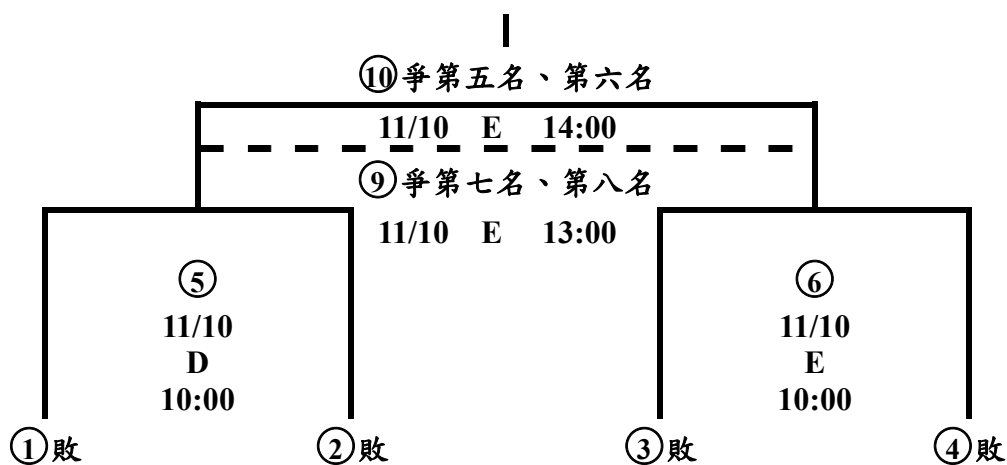 ⑩爭第五名、第六名
11/10 E 14:00
⑨爭第七名、第八名
11/10 E 13:00
⑤
11/10
D
10:00
⑥
11/10
E
10:00
①敗
②敗
③敗
④敗